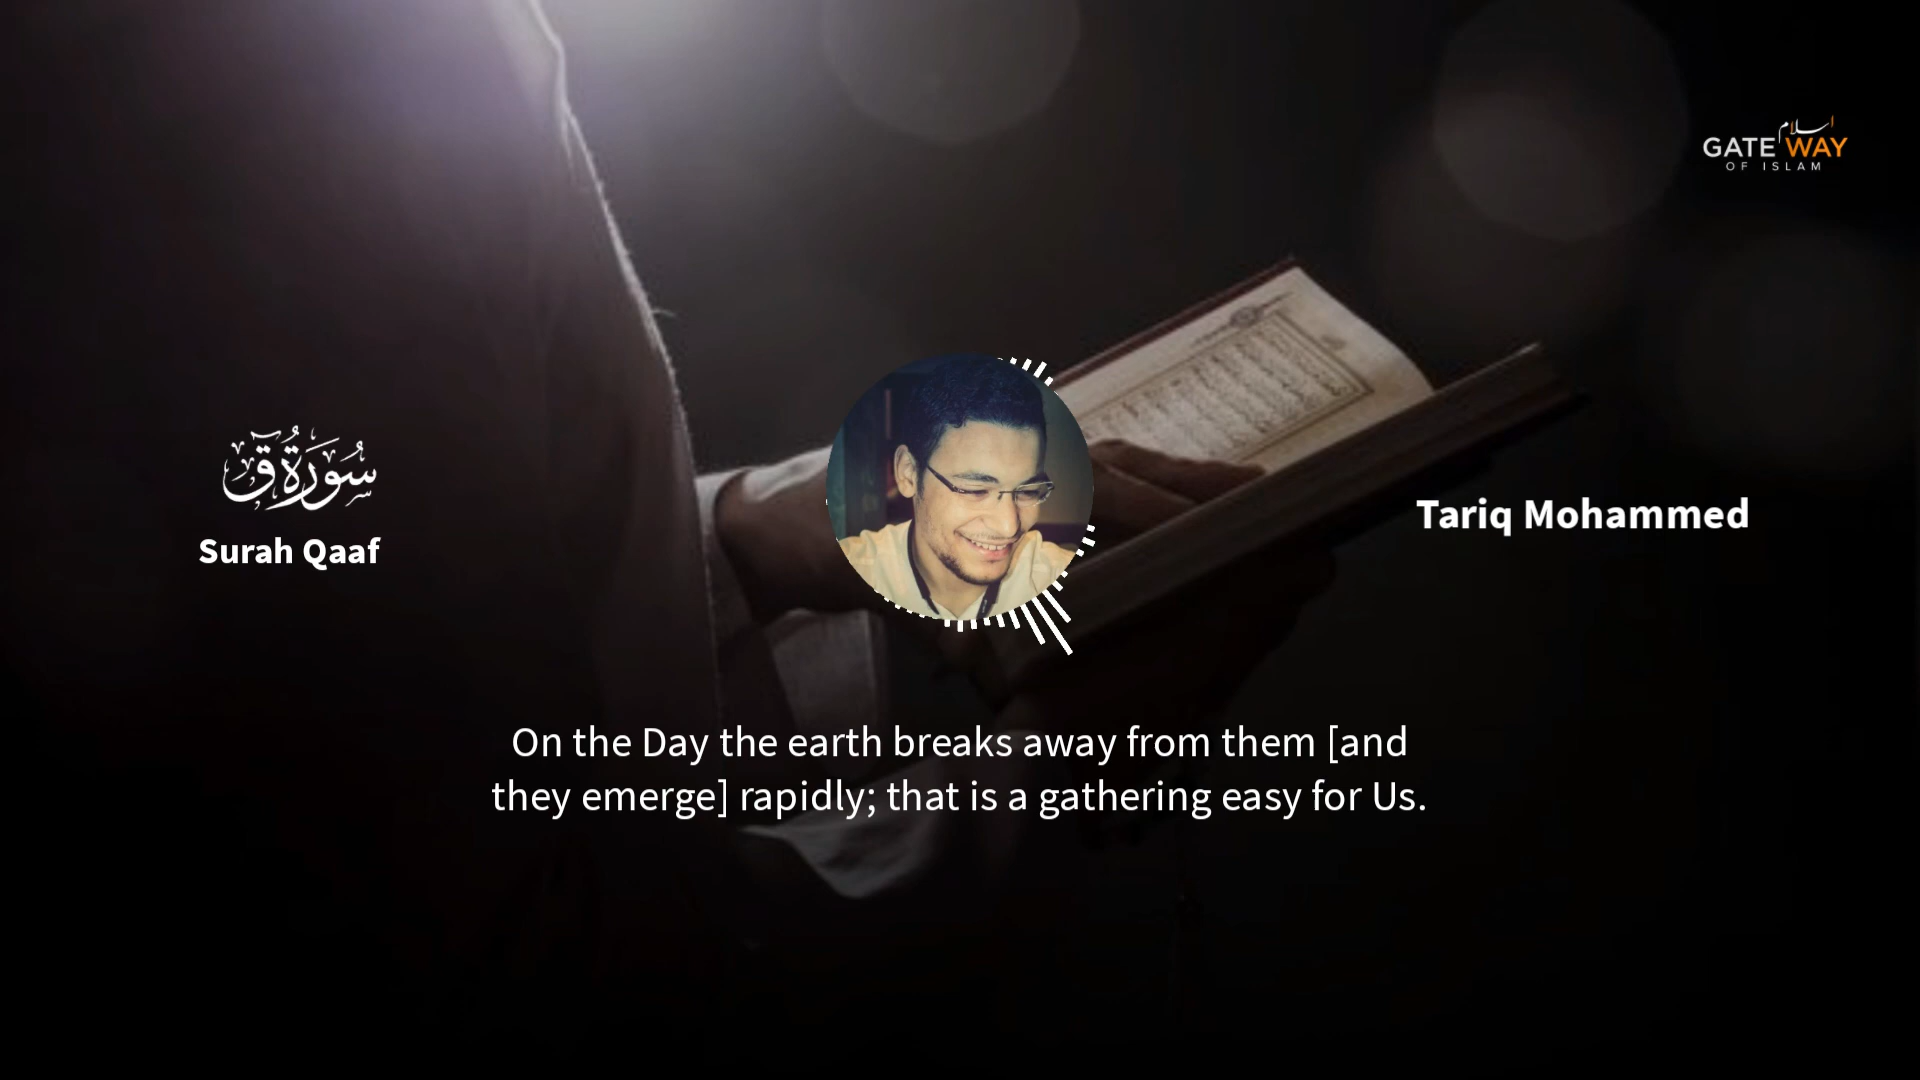 اسلام
GATE WAY
OF ISLAM
سُورَةُ قٓ
Surah Qaaf
Tariq Mohammed
On the Day the earth breaks away from them [and
they emerge] rapidly; that is a gathering easy for Us.